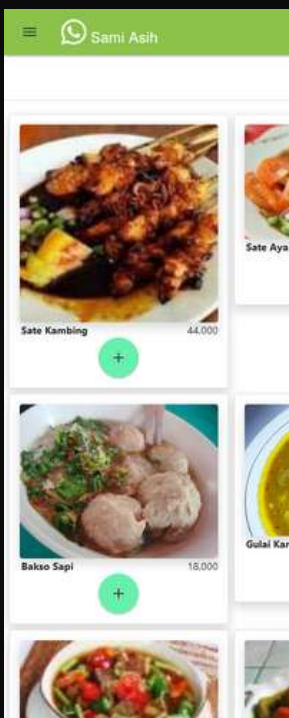 Sami Asih
Sate Kambing 44.000
Sate Aya
+
Bakso Sapi 18.000
Gulai Kar
+